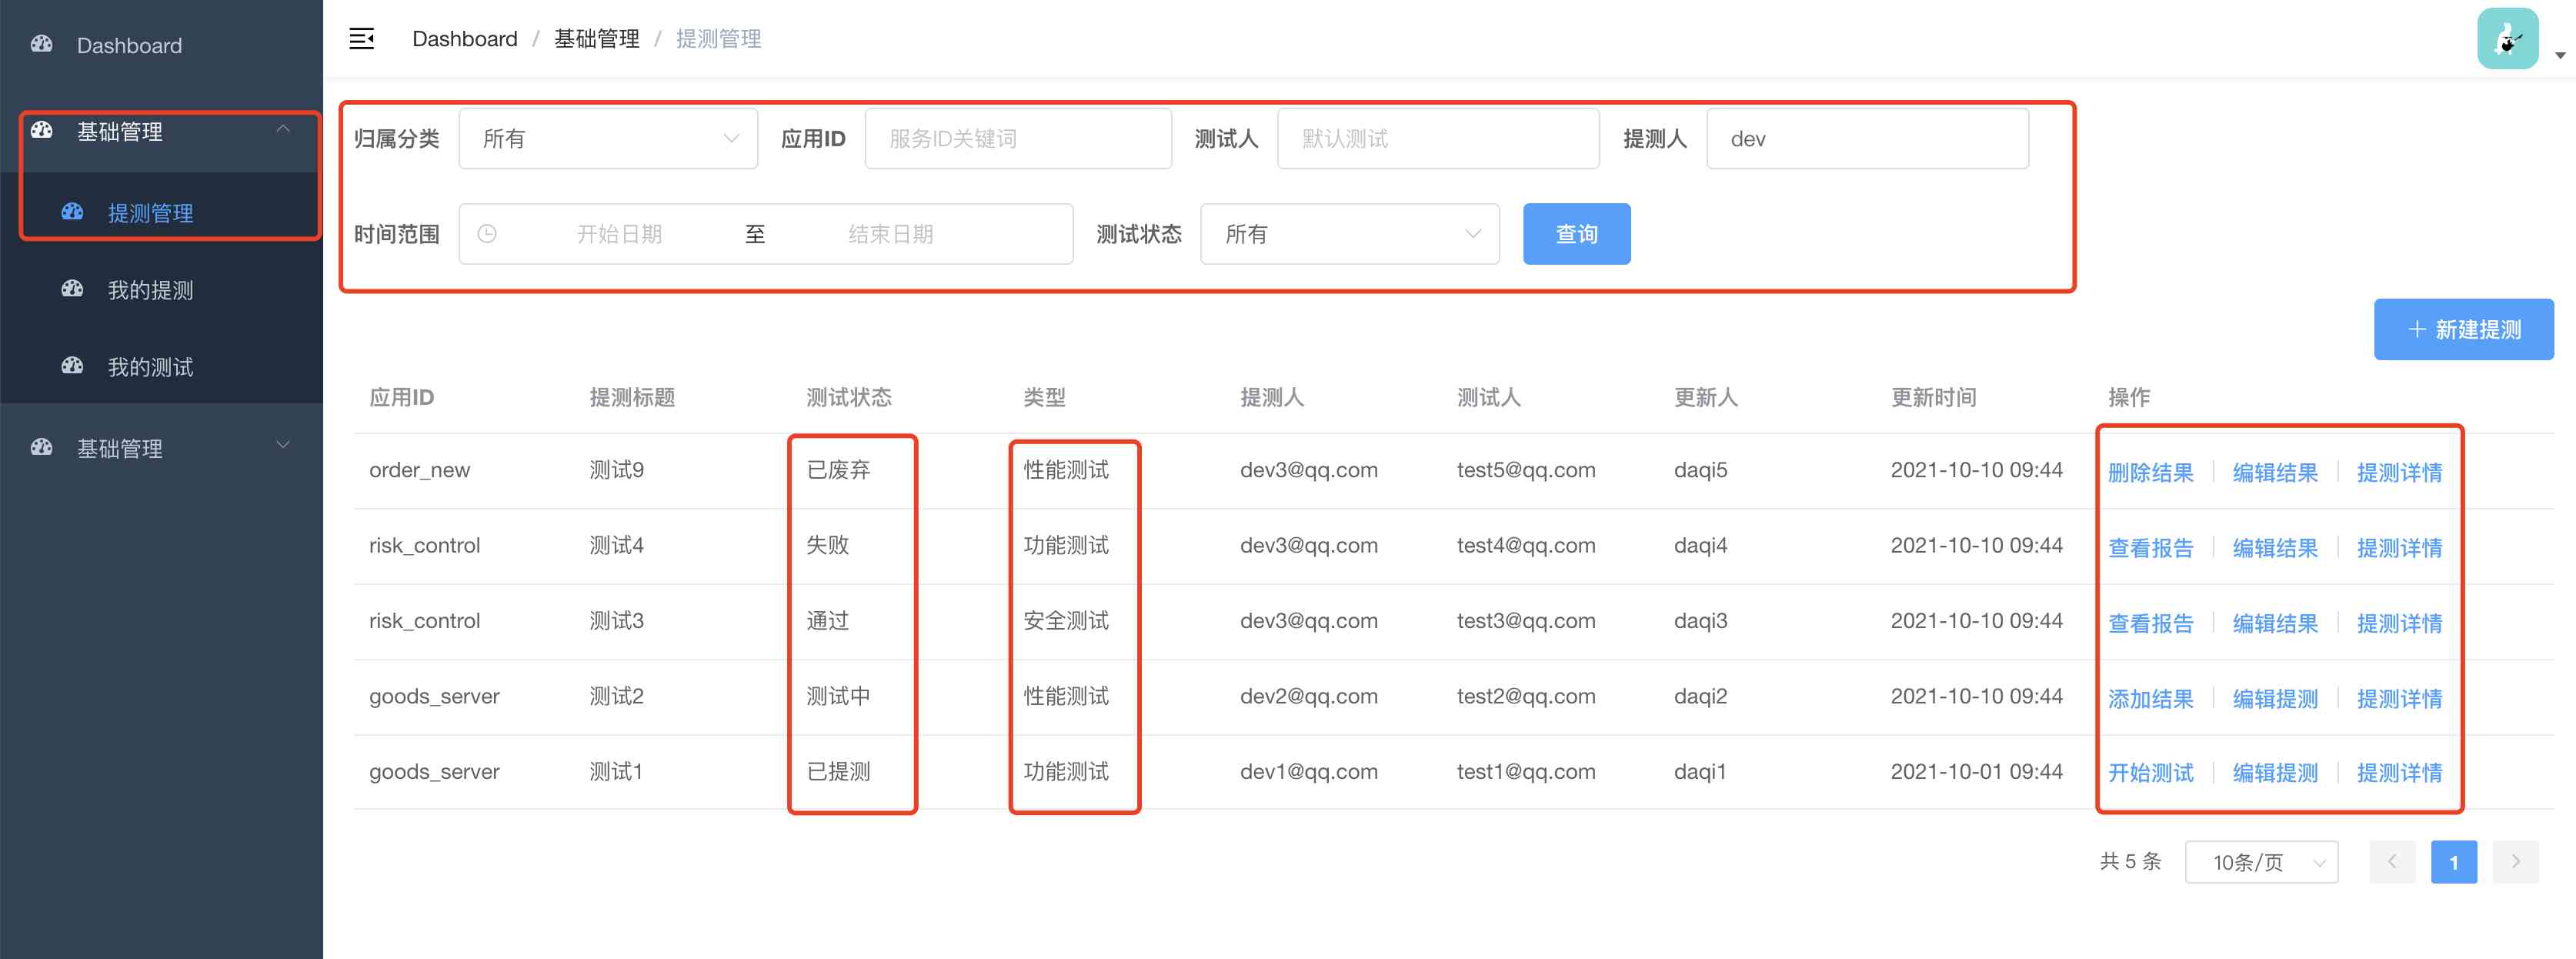 Dashboard
基础管理
提测管理
我的提测
我的测试
基础管理
Dashboard / 基础管理 / 提测管理
归属分类 所有 应用ID 服务ID关键词 测试人 默认测试 提测人 dev
时间范围 开始日期 至 结束日期 测试状态 所有 查询
新建提测
应用ID 提测标题 测试状态 类型 提测人 测试人 更新人 更新时间 操作
order_new 测试9 已废弃 性能测试 dev3@qq.com test5@qq.com daqi5 2021-10-10 09:44 删除结果 编辑结果 提测详情
risk_control 测试4 失败 功能测试 dev3@qq.com test4@qq.com daqi4 2021-10-10 09:44 查看报告 编辑结果 提测详情
risk_control 测试3 通过 安全测试 dev3@qq.com test3@qq.com daqi3 2021-10-10 09:44 查看报告 编辑结果 提测详情
goods_server 测试2 测试中 性能测试 dev2@qq.com test2@qq.com daqi2 2021-10-10 09:44 添加结果 编辑提测 提测详情
goods_server 测试1 已提测 功能测试 dev1@qq.com test1@qq.com daqi1 2021-10-01 09:44 开始测试 编辑提测 提测详情
共 5 条 10条/页 1